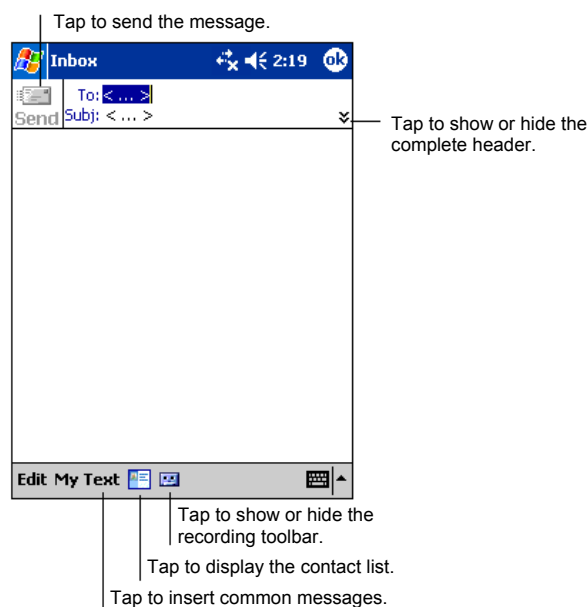 Tap to send the message.
Inbox 2:19 ok
To: < ... >
Send Subj: < ... >
Tap to show or hide the
complete header.
Edit My Text
Tap to show or hide the
recording toolbar.
Tap to display the contact list.
Tap to insert common messages.